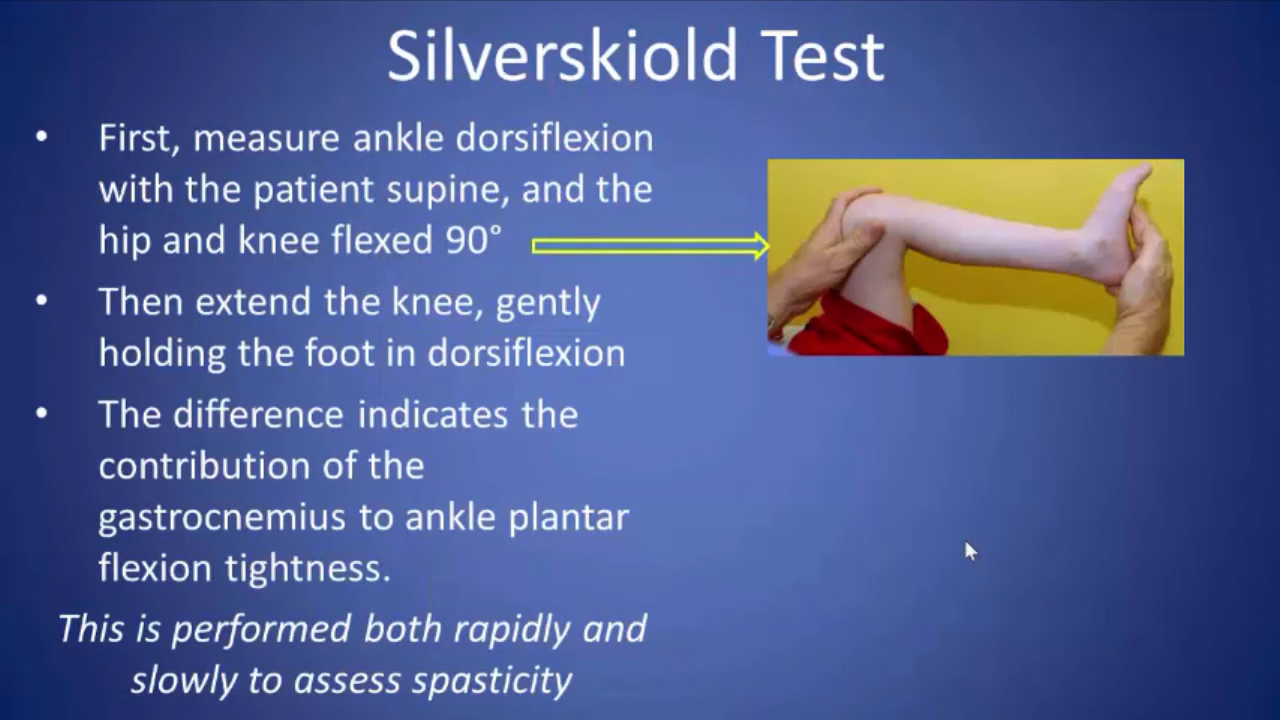 Silverskiold Test
• First, measure ankle dorsiflexion
with the patient supine, and the
hip and knee flexed 90°
• Then extend the knee, gently
holding the foot in dorsiflexion
• The difference indicates the
contribution of the
gastrocnemius to ankle plantar
flexion tightness.
This is performed both rapidly and
slowly to assess spasticity